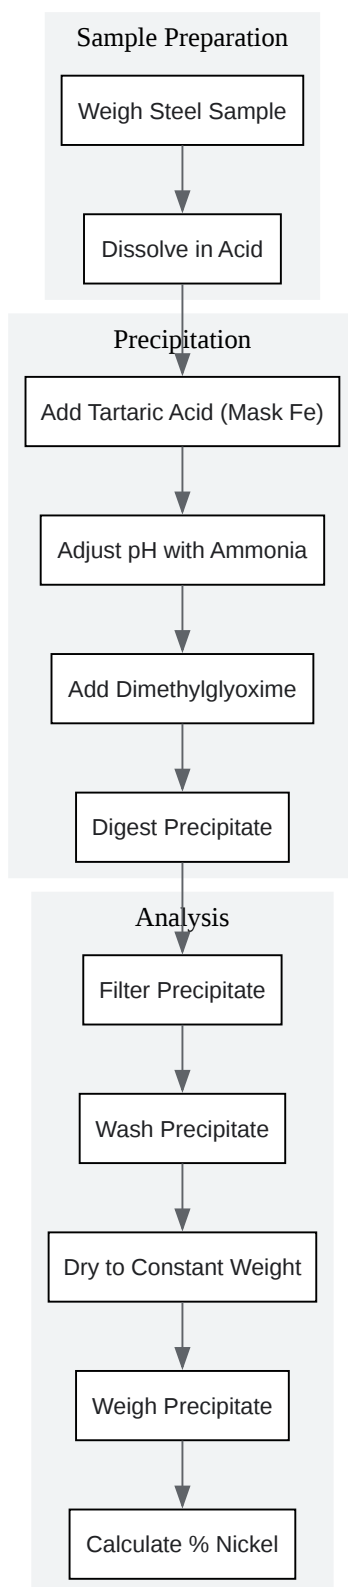 Sample Preparation
Weigh Steel Sample
Dissolve in Acid
Precipitation
Add Tartaric Acid (Mask Fe)
Adjust pH with Ammonia
Add Dimethylglyoxime
Digest Precipitate
Analysis
Filter Precipitate
Wash Precipitate
Dry to Constant Weight
Weigh Precipitate
Calculate % Nickel